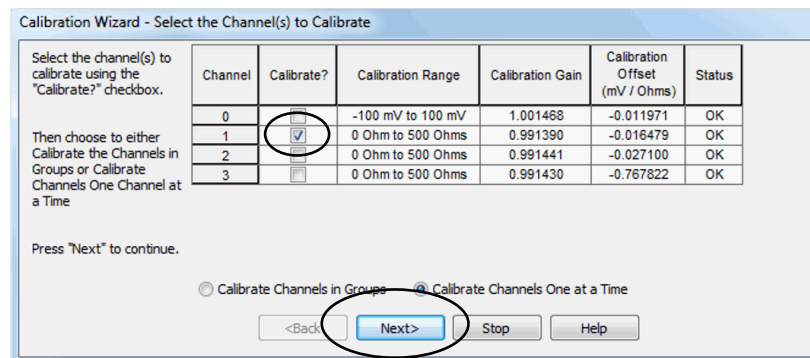 Calibration Wizard - Select the Channel(s) to Calibrate
Select the channel(s) to
calibrate using the
"Calibrate?" checkbox.
Then choose to either
Calibrate the Channels in
Groups or Calibrate
Channels One Channel at
a Time
Press "Next" to continue.
Channel Calibrate? Calibration Range Calibration Gain Calibration Offset (mV / Ohms) Status
0 -100 mV to 100 mV 1.001468 -0.011971 OK
1 0 Ohm to 500 Ohms 0.991390 -0.016479 OK
2 0 Ohm to 500 Ohms 0.991441 -0.027100 OK
3 0 Ohm to 500 Ohms 0.991430 -0.767822 OK
Calibrate Channels in Groups Calibrate Channels One at a Time
<Back Next> Stop Help